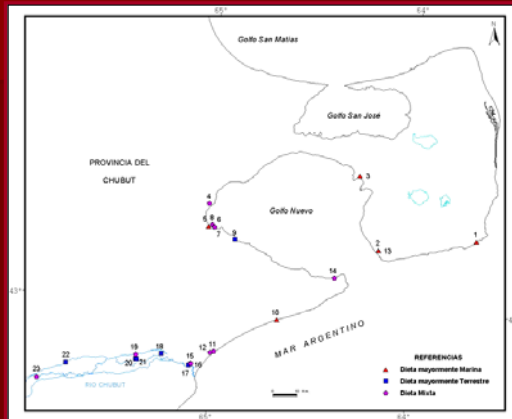 65
64
Golfo San Matias
N
Golfo San José
PROVINCIA DEL
CHUBUT
3
4
Golfo Nuevo
5 8 6
7
9
1
2
13
14
43°
10
MAR ARGENTINO
12 11
19 18
15
20 21
16
22
17
23
RIO CHUBUT
REFERENCIAS
Dieta mayormente Marina
Dieta mayormente Terrestre
Dieta Mixta
65°
64°